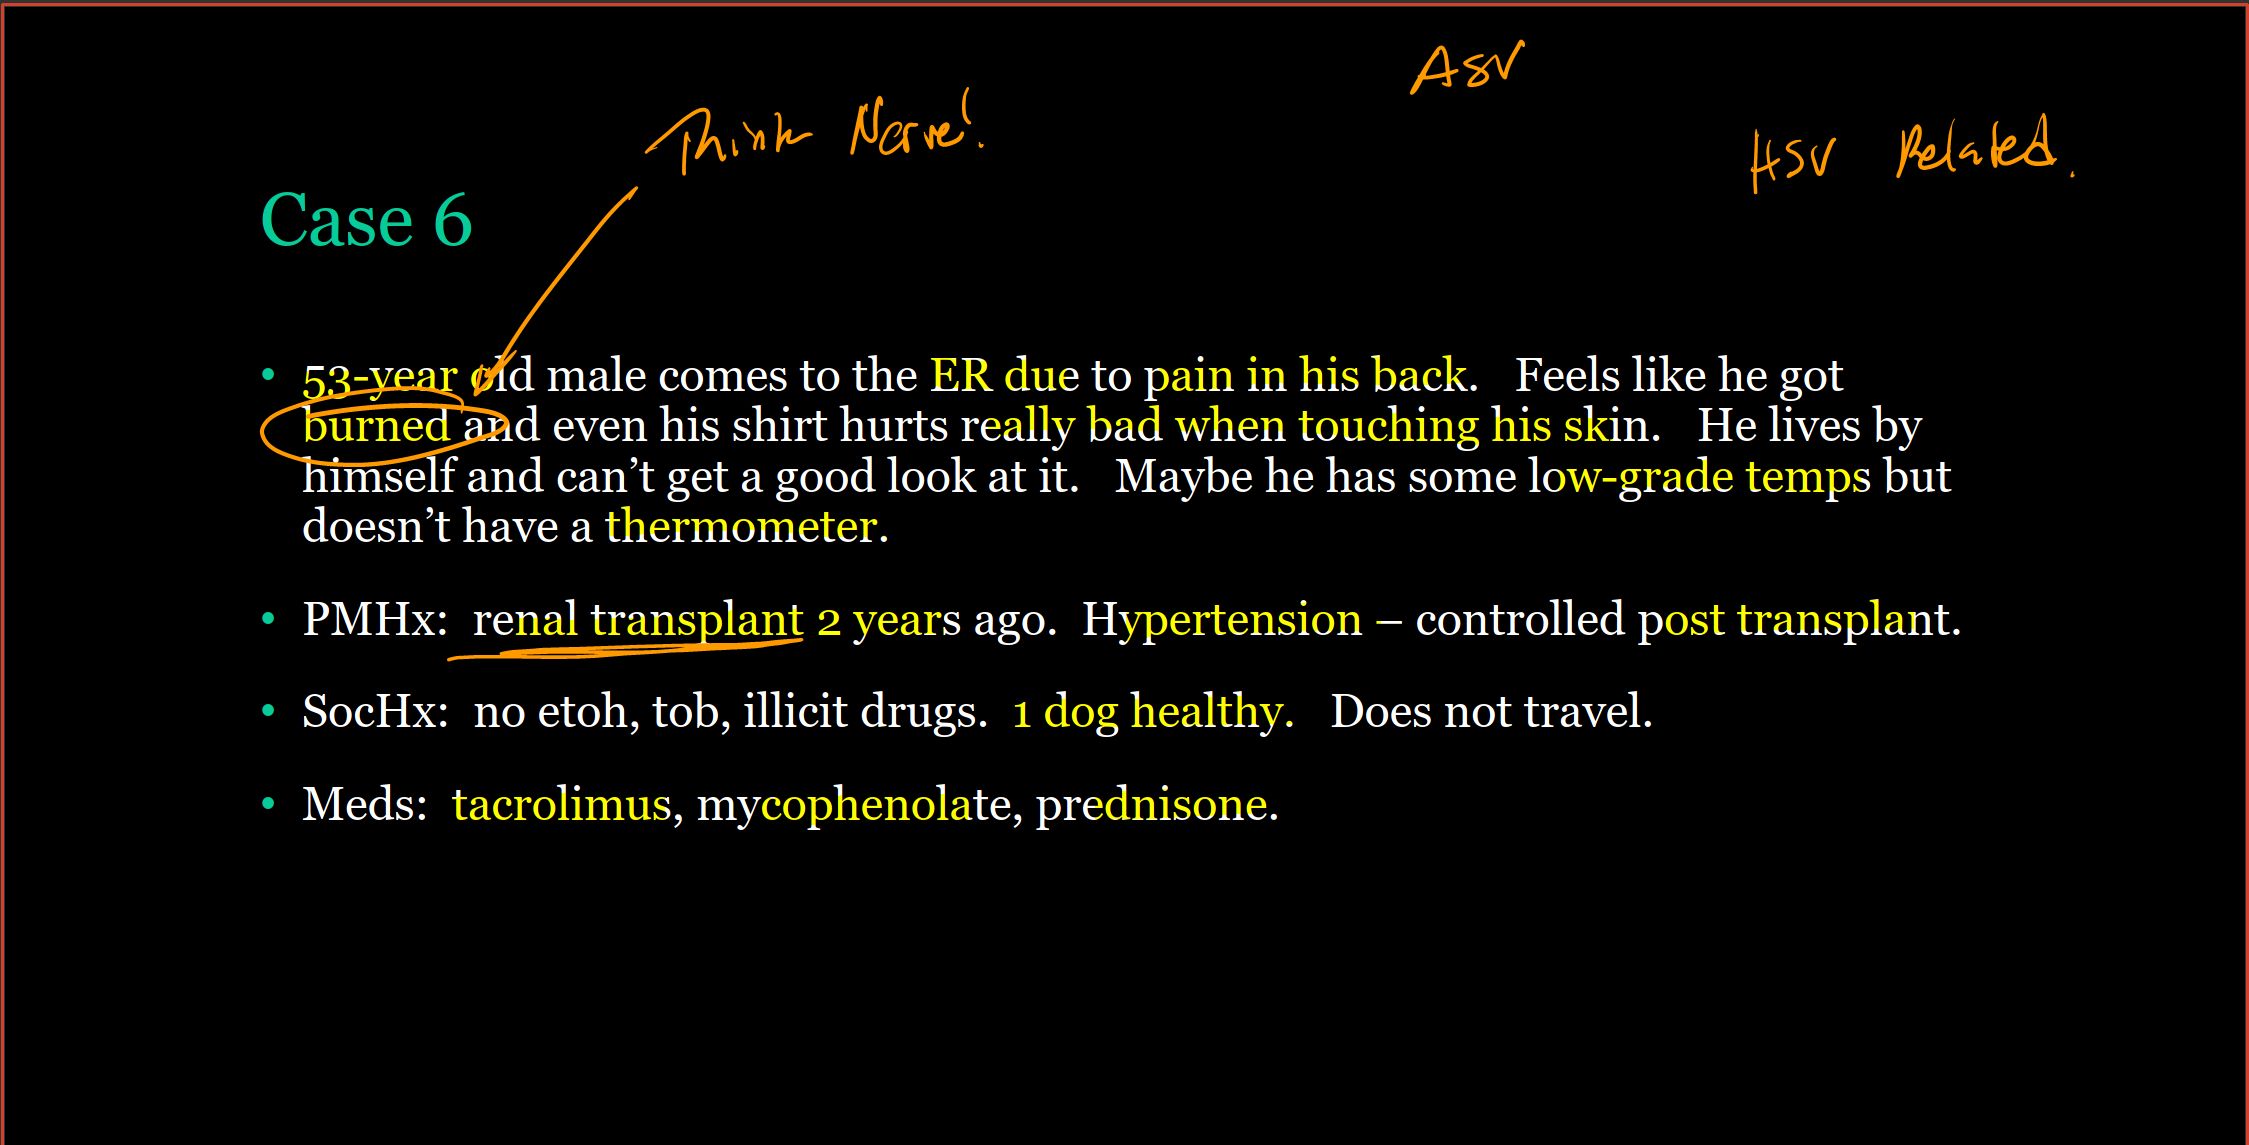 ASV
Think Nerve!
HSV Related.
Case 6
• 53-year old male comes to the ER due to pain in his back. Feels like he got
burned and even his shirt hurts really bad when touching his skin. He lives by
himself and can’t get a good look at it. Maybe he has some low-grade temps but
doesn’t have a thermometer.
• PMHx: renal transplant 2 years ago. Hypertension – controlled post transplant.
• SocHx: no etoh, tob, illicit drugs. 1 dog healthy. Does not travel.
• Meds: tacrolimus, mycophenolate, prednisone.